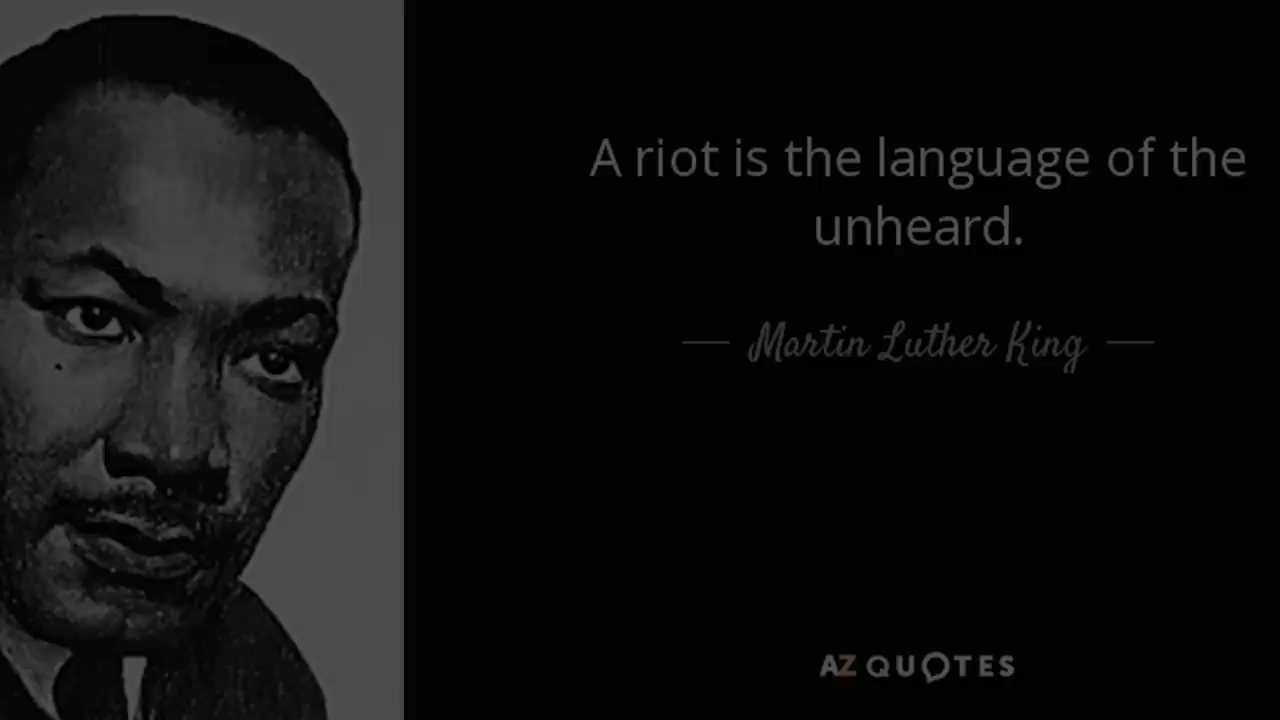 A riot is the language of the
unheard.
Martin Luther King
AZ QUOTES